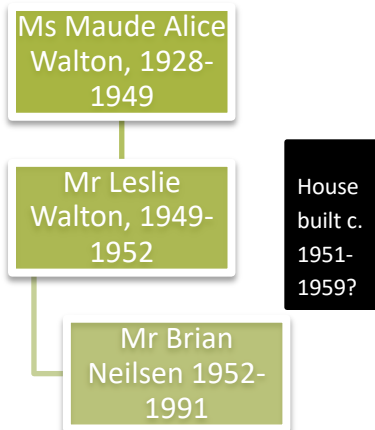 Ms Maude Alice
Walton, 1928-
1949
Mr Leslie
Walton, 1949-
1952
House
built c.
1951-
1959?
Mr Brian
Neilsen 1952-
1991